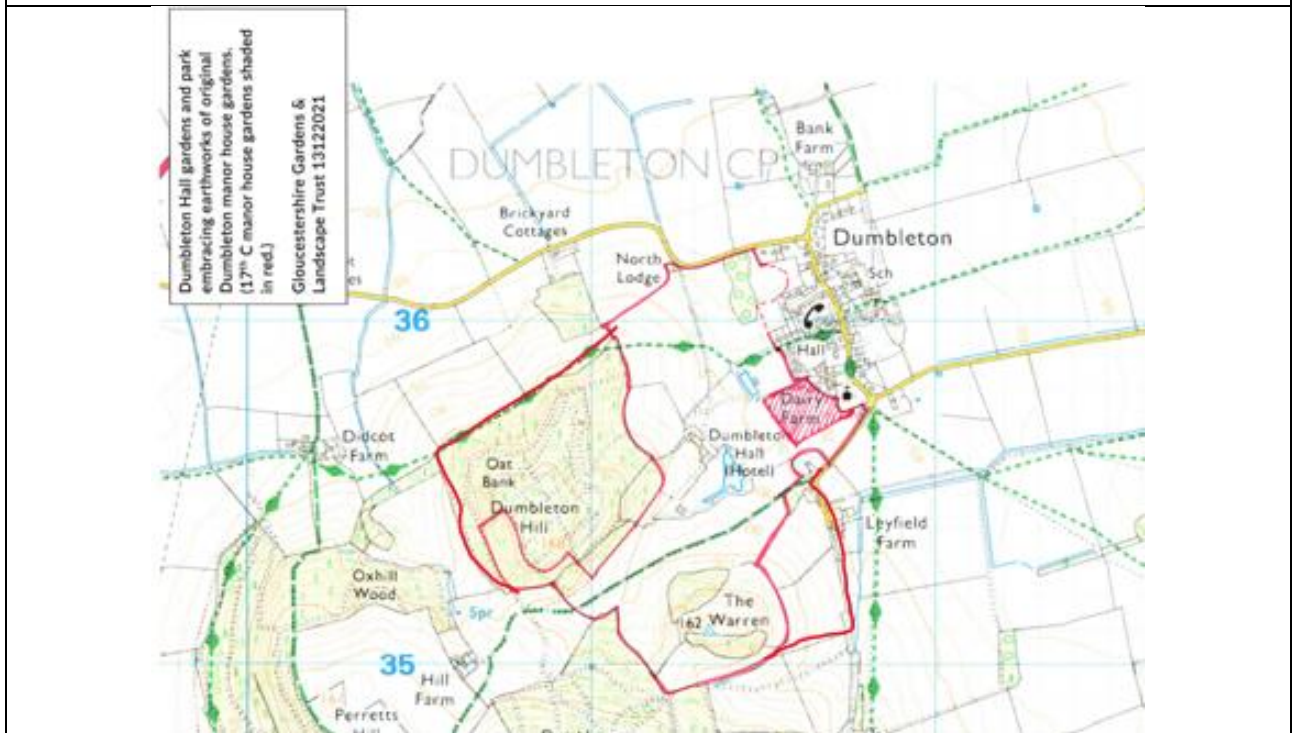 Dumbleton Hall gardens and park
embracing earthworks of original
Dumbleton manor house gardens.
(17th C manor house gardens shaded
in red.)
Gloucestershire Gardens &
Landscape Trust 13122021
DUMBLETON CP
Bank
Farm
Brickyard
Cottages
Dumbleton
North
Lodge
Sch
es
36
Hall
Dairy
Farm
Didcot
Farm
Dumbleton
Hall
(Hotel)
Oat
Bank
Dumbleton
Hill
Leyfield
Farm
Oxhill
Wood
Spr
The
Warren
162
35
Hill
Farm
Perretts